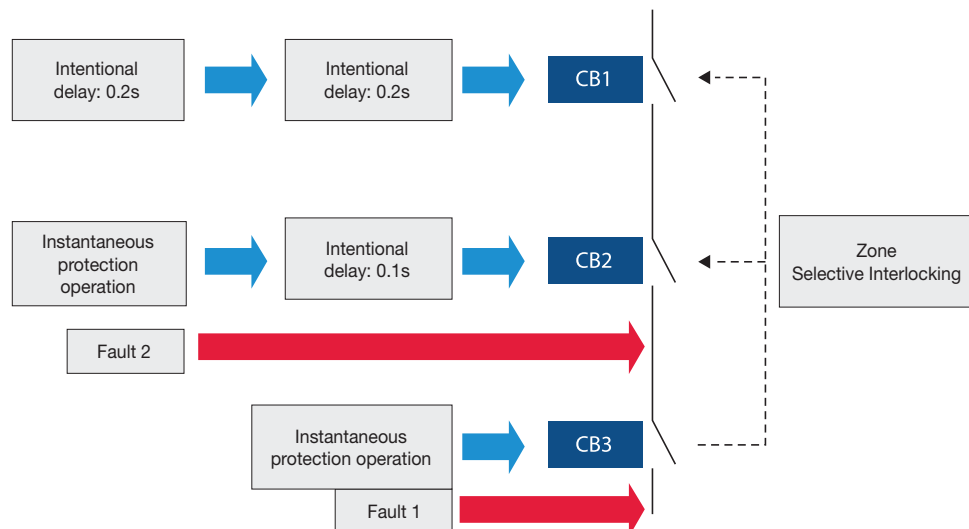 Intentional
delay: 0.2s
Intentional
delay: 0.2s
CB1
Instantaneous
protection
operation
Intentional
delay: 0.1s
CB2
Zone
Selective Interlocking
Fault 2
Instantaneous
protection operation
CB3
Fault 1